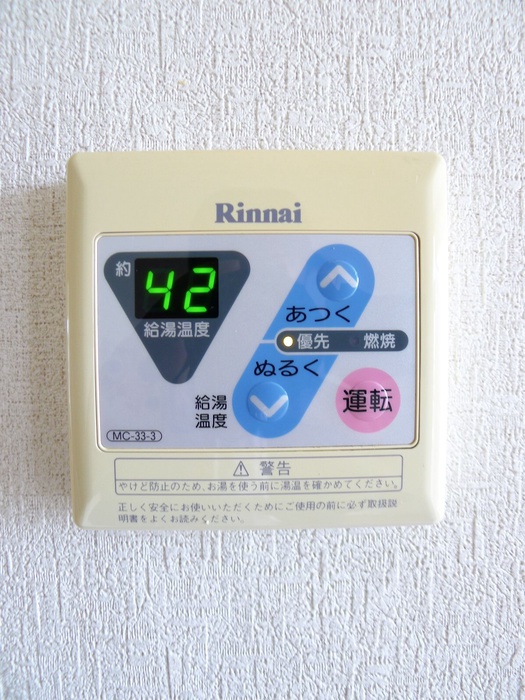 Rinnai
約 42
給湯温度
あつく
優先 燃焼
ぬるく
給湯
温度
運転
MC-33-3
⚠ 警告
やけど防止のため、お湯を使う前に湯温を確かめてください。
正しく安全にお使いいただくためにご使用の前に必ず取扱説
明書をよくお読みください。